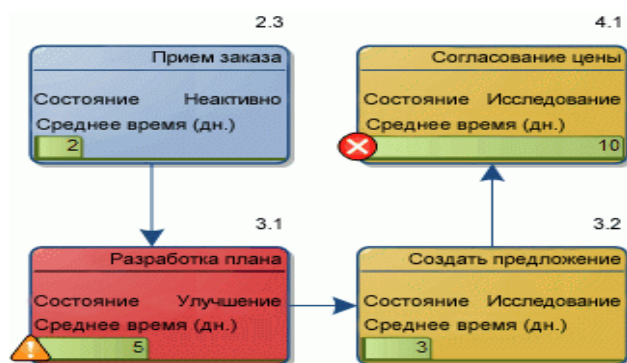 2.3
Прием заказа
Состояние Неактивно
Среднее время (дн.)
2
4.1
Согласование цены
Состояние Исследование
Среднее время (дн.)
10
3.1
Разработка плана
Состояние Улучшение
Среднее время (дн.)
5
3.2
Создать предложение
Состояние Исследование
Среднее время (дн.)
3